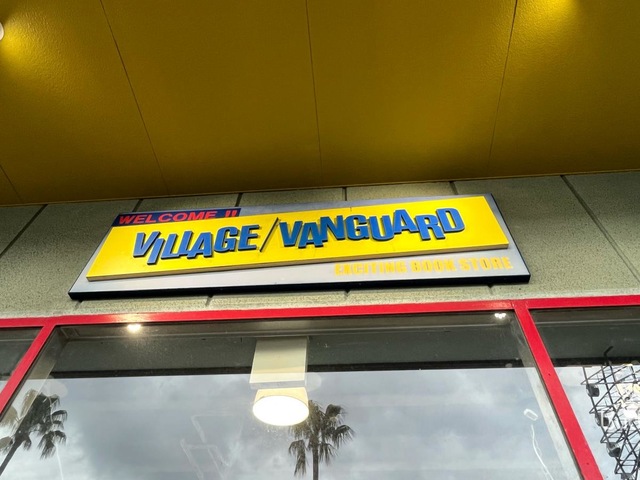 WELCOME !!
VILLAGE/VANGUARD
EXCITING BOOK STORE